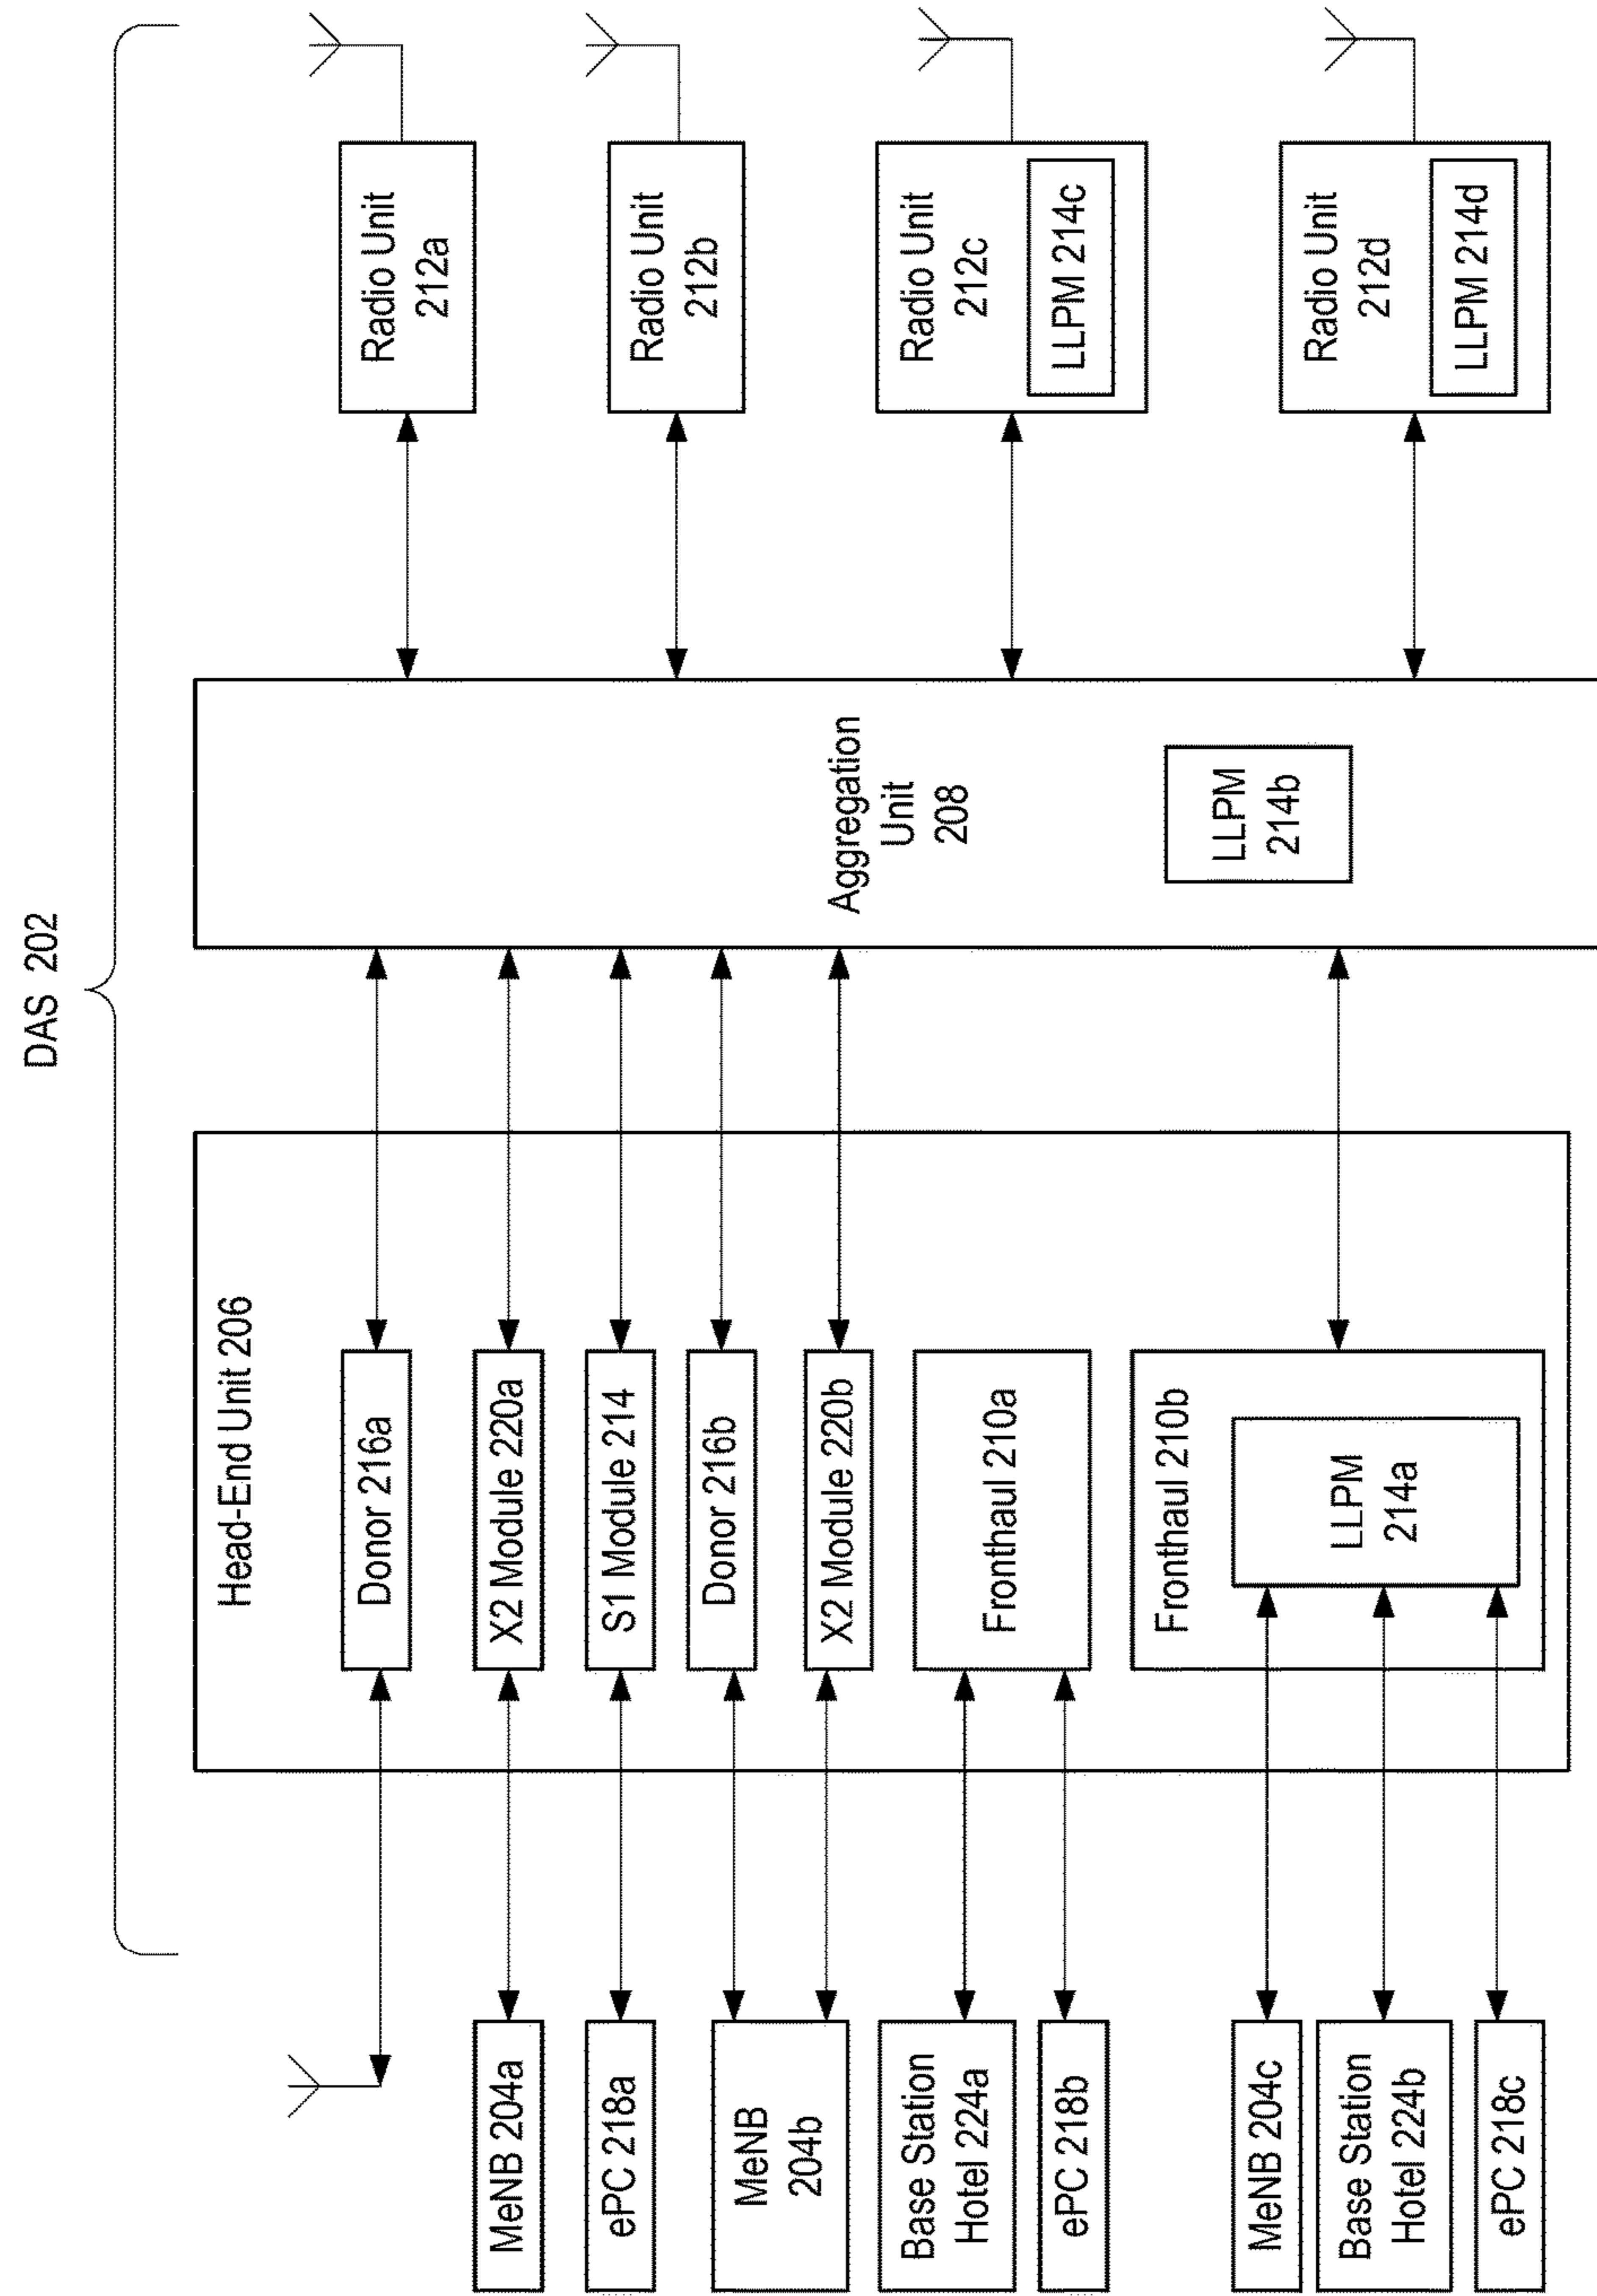 DAS 202
MeNB 204a
ePC 218a
MeNB
204b
Base Station
Hotel 224a
ePC 218b
MeNB 204c
Base Station
Hotel 224b
ePC 218c
Head-End Unit 206
Donor 216a
X2 Module 220a
S1 Module 214
Donor 216b
X2 Module 220b
Fronthaul 210a
Fronthaul 210b
LLPM
214a
Aggregation
Unit
208
LLPM
214b
Radio Unit
212a
Radio Unit
212b
Radio Unit
212c
LLPM 214c
Radio Unit
212d
LLPM 214d